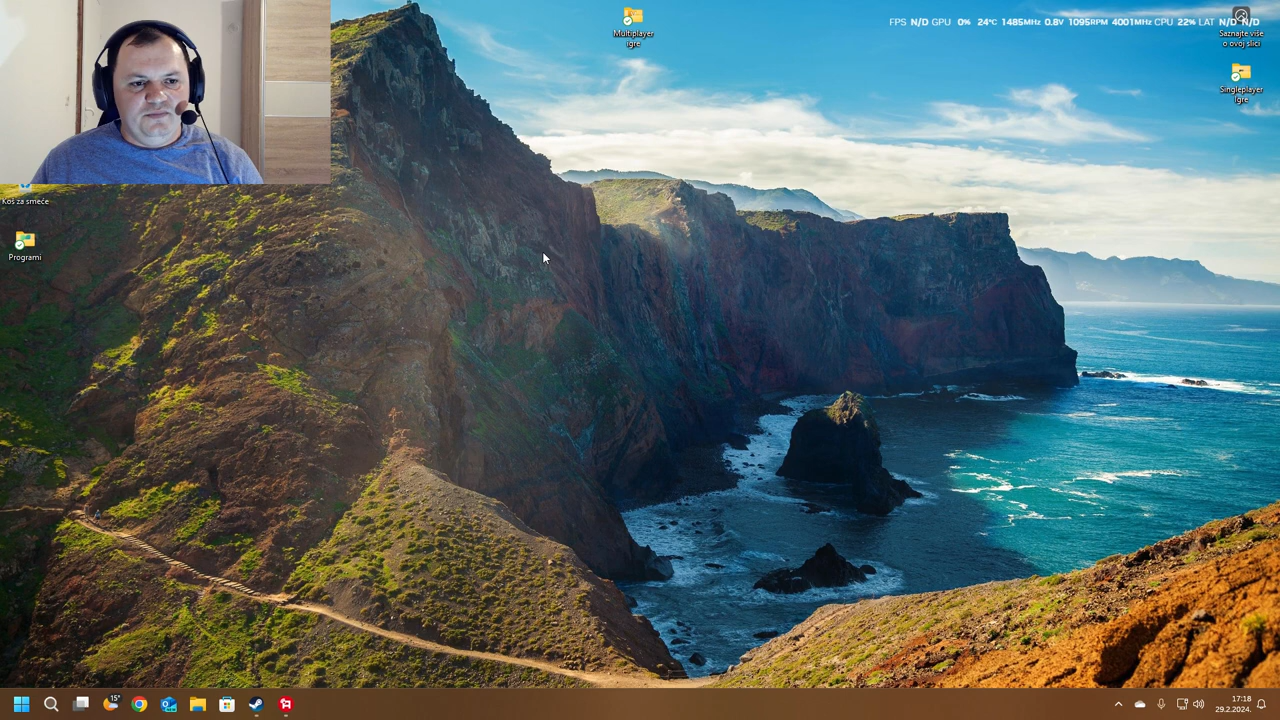 Multiplayer
igre
FPS N/D GPU 0% 24°C 1485MHz 0.8V 1095RPM 4001MHz CPU 22% LAT N/D N/D
Saznajte više
o ovoj slici
Singleplayer
igre
Koš za smeće
Programi
15°
17:18
29.2.2024.